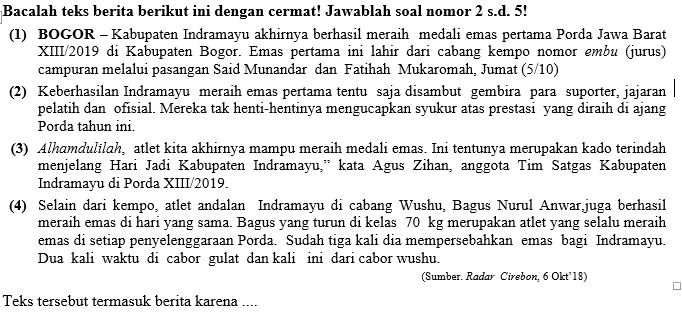 Bacalah teks berita berikut ini dengan cermat! Jawablah soal nomor 2 s.d. 5!
(1) BOGOR – Kabupaten Indramayu akhirnya berhasil meraih medali emas pertama Porda Jawa Barat
XIII/2019 di Kabupaten Bogor. Emas pertama ini lahir dari cabang kempo nomor embu (jurus)
campuran melalui pasangan Said Munandar dan Fatihah Mukaromah, Jumat (5/10)
(2) Keberhasilan Indramayu meraih emas pertama tentu saja disambut gembira para suporter, jajaran
pelatih dan ofisial. Mereka tak henti-hentinya mengucapkan syukur atas prestasi yang diraih di ajang
Porda tahun ini.
(3) Alhamdulilah, atlet kita akhirnya mampu meraih medali emas. Ini tentunya merupakan kado terindah
menjelang Hari Jadi Kabupaten Indramayu,” kata Agus Zihan, anggota Tim Satgas Kabupaten
Indramayu di Porda XIII/2019.
(4) Selain dari kempo, atlet andalan Indramayu di cabang Wushu, Bagus Nurul Anwar,juga berhasil
meraih emas di hari yang sama. Bagus yang turun di kelas 70 kg merupakan atlet yang selalu meraih
emas di setiap penyelenggaraan Porda. Sudah tiga kali dia mempersebahkan emas bagi Indramayu.
Dua kali waktu di cabor gulat dan kali ini dari cabor wushu.
(Sumber. Radar Cirebon, 6 Okt’18)
Teks tersebut termasuk berita karena ....